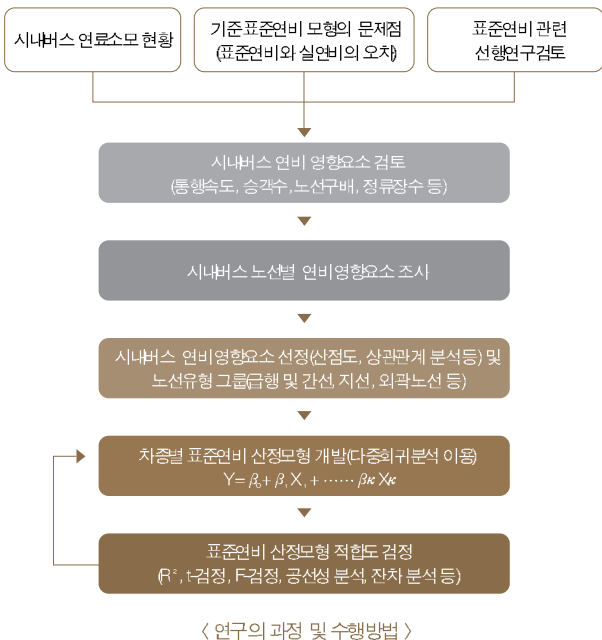 시내버스 연료소모 현황
기준 표준연비 모형의 문제점
(표준연비와 실연비의 오차)
표준연비 관련
선행연구검토
시내버스 연비 영향요소 검토
(통행속도, 승객수, 노선구배, 정류장수 등)
시내버스 노선별 연비영향요소 조사
시내버스 연비영향요소 선정(산점도, 상관관계 분석등) 및
노선유형 그룹(급행 및 간선, 지선, 외곽노선 등)
차종별 표준연비 산정모형 개발(다중회귀분석 이용)
Y= β₀+ β₁X₁+ ⋯⋯ βκ Xκ
표준연비 산정모형 적합도 검정
(R², t-검정, F-검정, 공선성 분석, 잔차 분석 등)
〈 연구의 과정 및 수행방법 〉